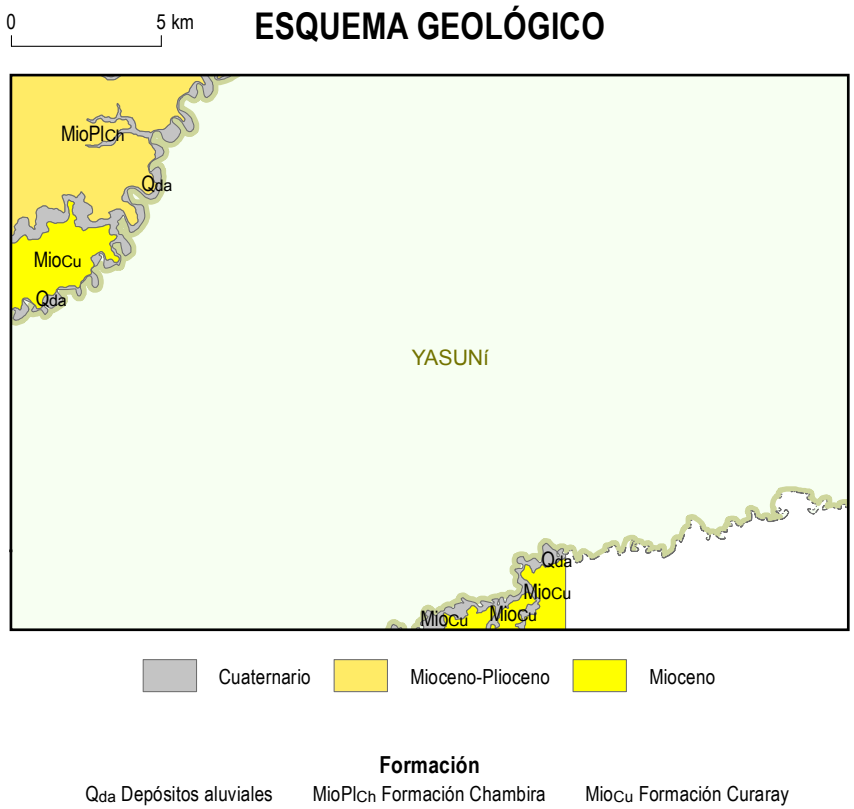 0 5 km
ESQUEMA GEOLÓGICO
MioPlCh
Qda
MioCu
Qda
YASUNí
Qda
MioCu
MioCu
MioCu
Cuaternario Mioceno-Plioceno Mioceno
Formación
Qda Depósitos aluviales MioPlCh Formación Chambira MioCu Formación Curaray